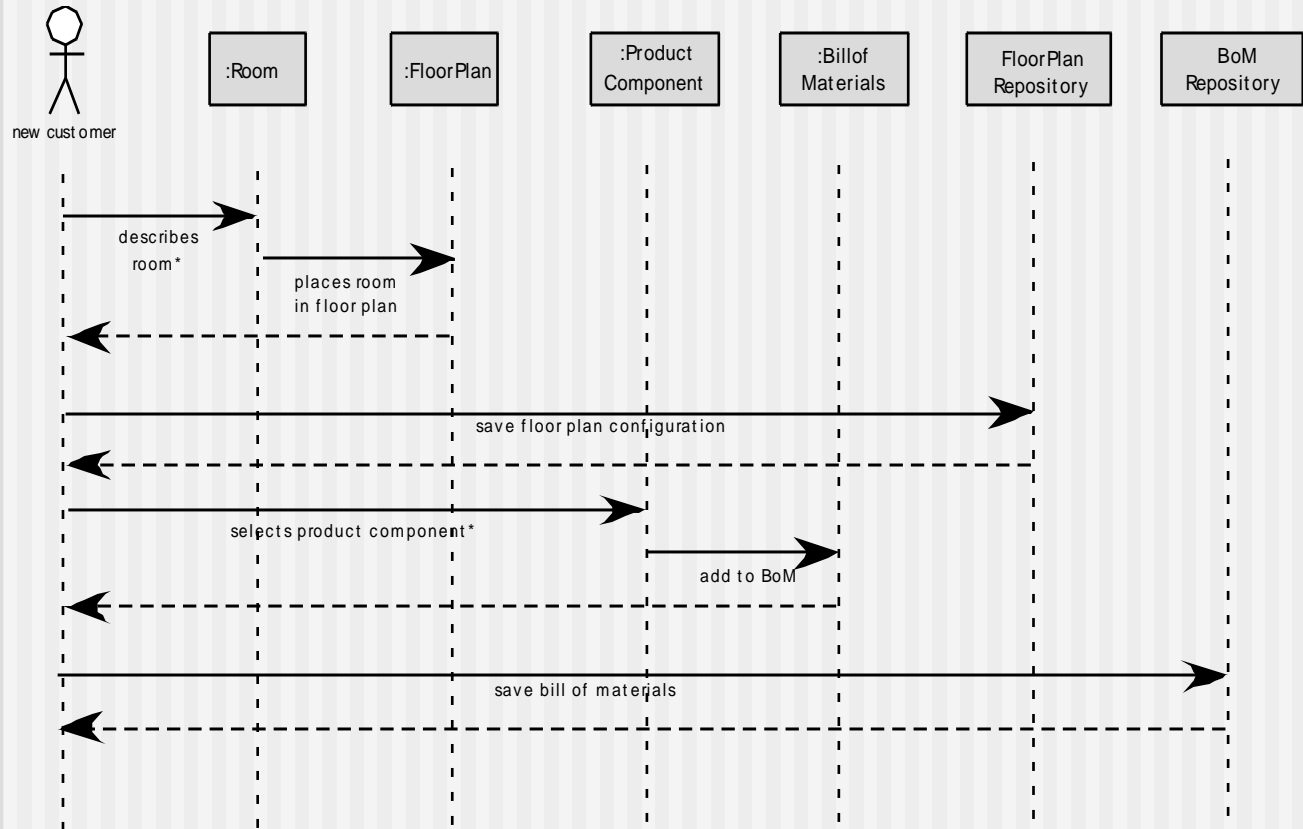 :Room
:FloorPlan
:Product
Component
:Billof
Materials
FloorPlan
Repository
BoM
Repository
new customer
describes
room*
places room
in floor plan
save floor plan configuration
selects product component*
add to BoM
save bill of materials